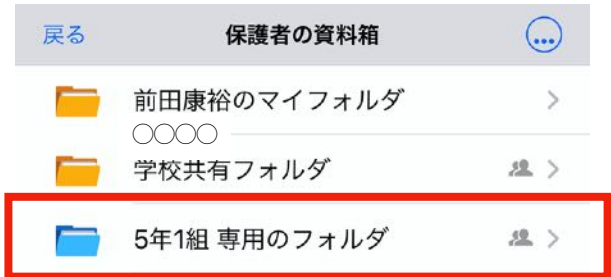 戻る
保護者の資料箱
前田康裕のマイフォルダ
○○○○
学校共有フォルダ
5年1組 専用のフォルダ